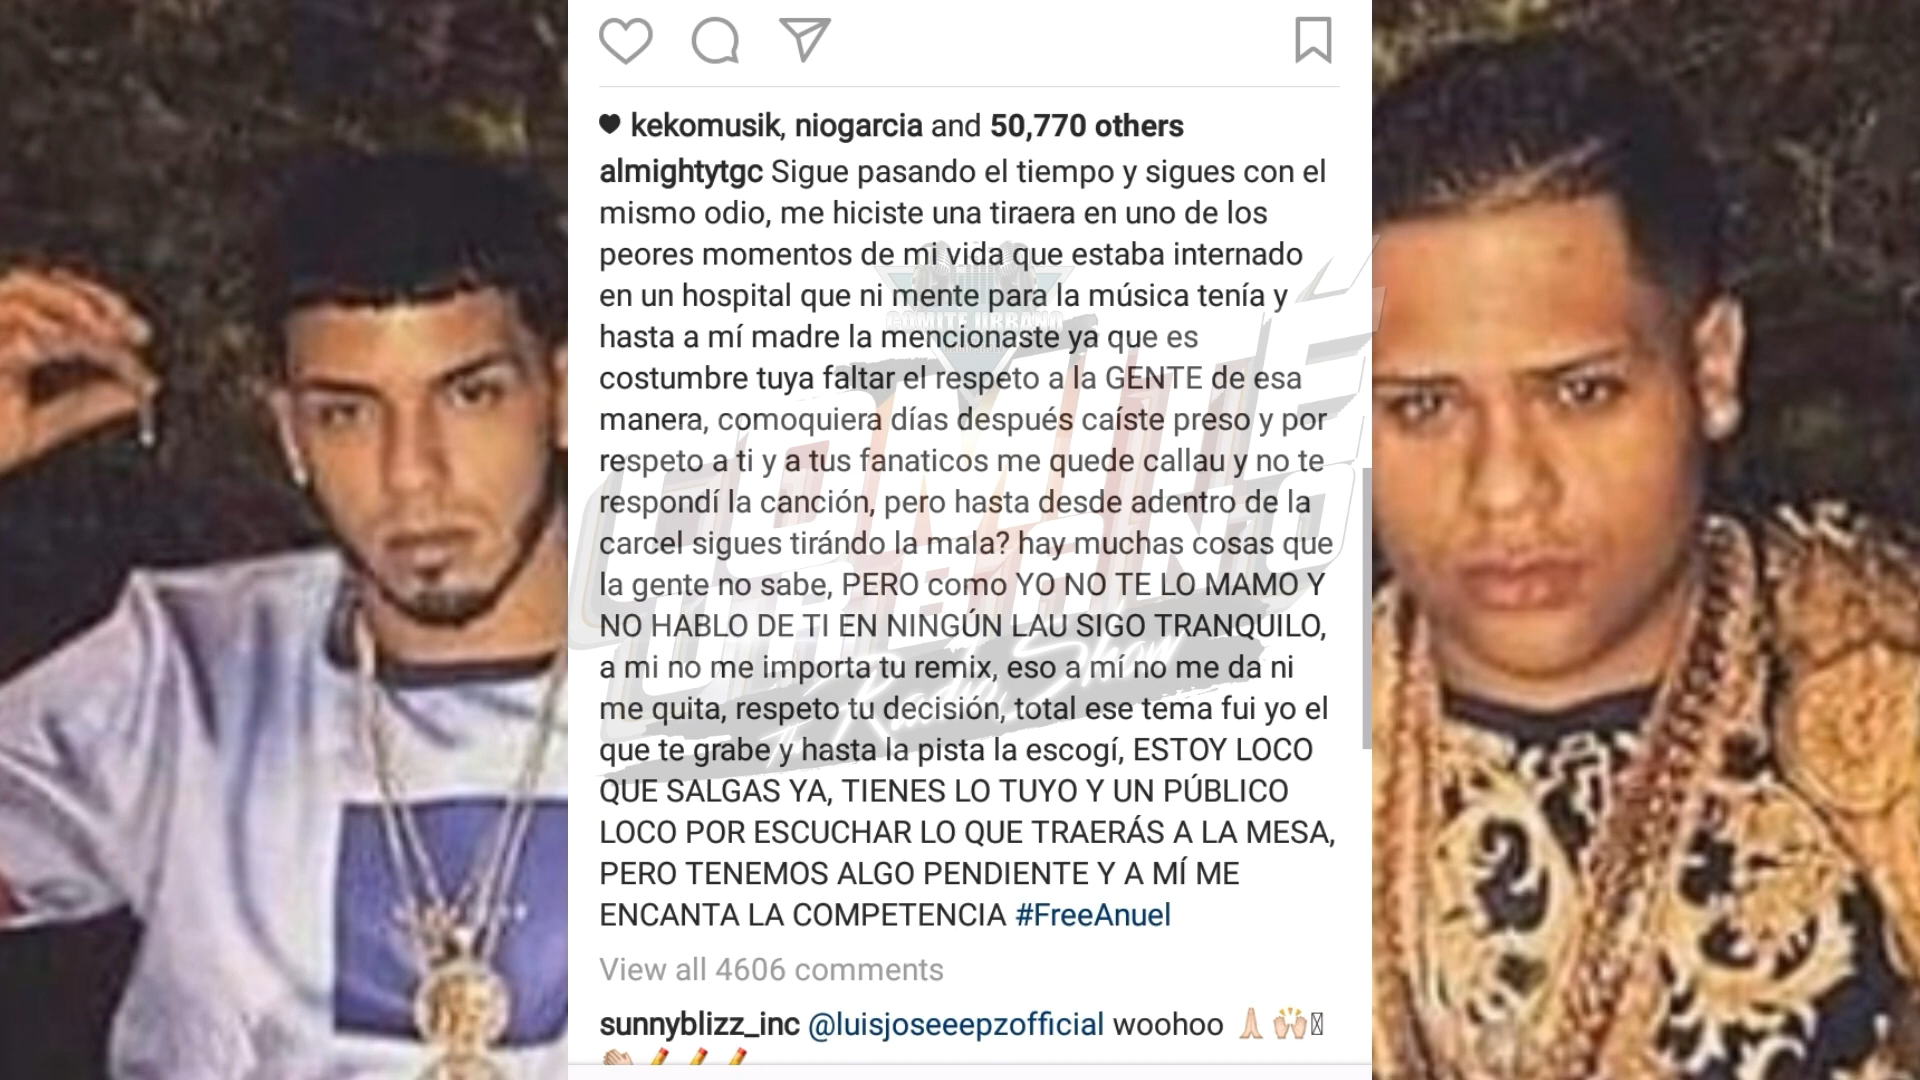 kekomusik, niogarcia and 50,770 others
almightytgc Sigue pasando el tiempo y sigues con el
mismo odio, me hiciste una tiraera en uno de los
peores momentos de mi vida que estaba internado
en un hospital que ni mente para la música tenía y
hasta a mí madre la mencionaste ya que es
costumbre tuya faltar el respeto a la GENTE de esa
manera, comoquiera días después caíste preso y por
respeto a ti y a tus fanaticos me quede callau y no te
respondí la canción, pero hasta desde adentro de la
carcel sigues tirándo la mala? hay muchas cosas que
la gente no sabe, PERO como YO NO TE LO MAMO Y
NO HABLO DE TI EN NINGÚN LAU SIGO TRANQUILO,
a mi no me importa tu remix, eso a mí no me da ni
me quita, respeto tu decisión, total ese tema fui yo el
que te grabe y hasta la pista la escogí, ESTOY LOCO
QUE SALGAS YA, TIENES LO TUYO Y UN PÚBLICO
LOCO POR ESCUCHAR LO QUE TRAERÁS A LA MESA,
PERO TENEMOS ALGO PENDIENTE Y A MÍ ME
ENCANTA LA COMPETENCIA #FreeAnuel
View all 4606 comments
sunnyblizz_inc @luisjoseeepzofficial woohoo 🙏🏻 🙌🏻
COMITÉ URBANO
COMITÉ
URBANO
Radio Show